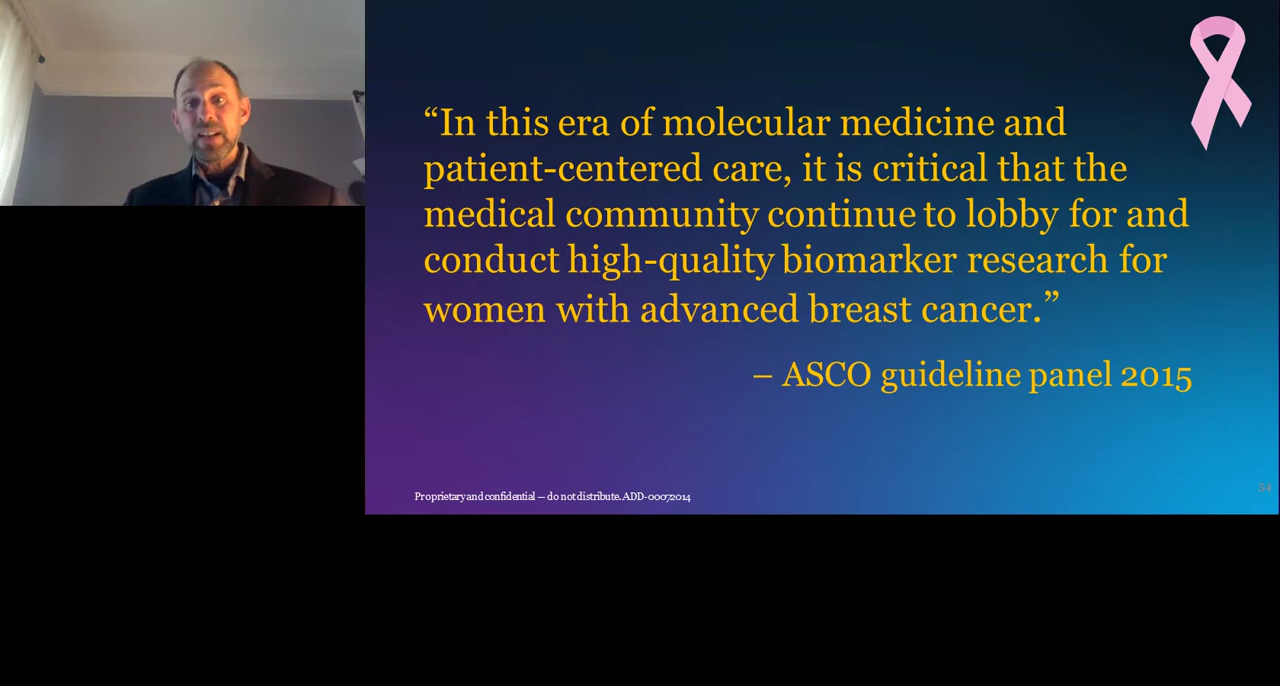 “In this era of molecular medicine and
patient-centered care, it is critical that the
medical community continue to lobby for and
conduct high-quality biomarker research for
women with advanced breast cancer.”
– ASCO guideline panel 2015
Proprietary and confidential — do not distribute. ADD-00072014
54